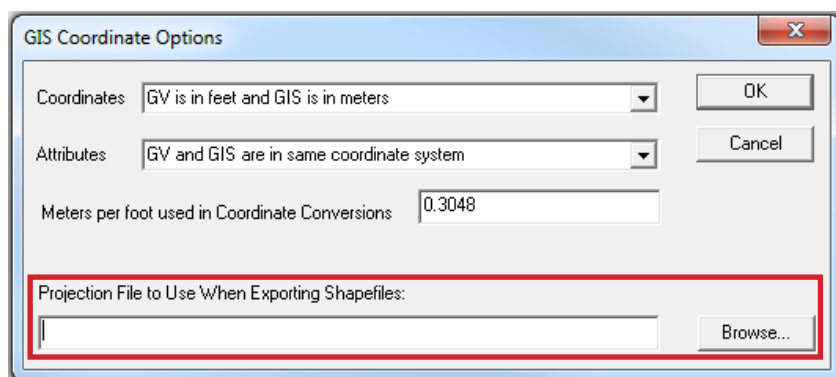 GIS Coordinate Options
Coordinates GV is in feet and GIS is in meters OK
Attributes GV and GIS are in same coordinate system Cancel
Meters per foot used in Coordinate Conversions 0.3048
Projection File to Use When Exporting Shapefiles:
Browse...